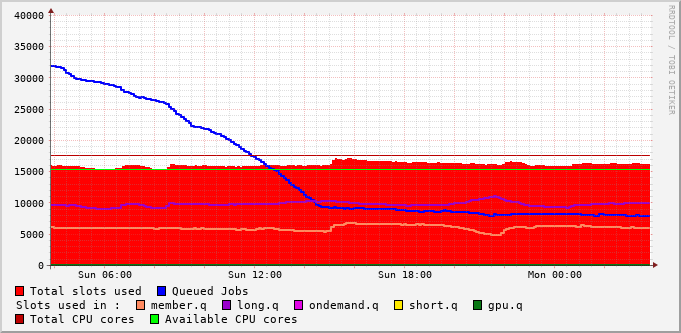 40000
35000
30000
25000
20000
15000
10000
5000
0
Sun 06:00 Sun 12:00 Sun 18:00 Mon 00:00
Total slots used Queued Jobs
Slots used in : member.q long.q ondemand.q short.q gpu.q
Total CPU cores Available CPU cores
RRDTOOL / TOBI OETIKER